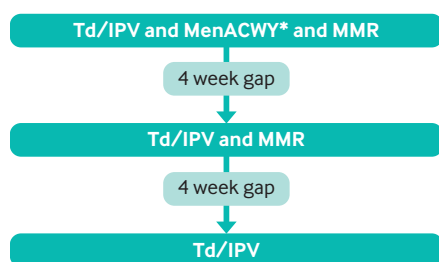 Td/IPV and MenACWY* and MMR
4 week gap
Td/IPV and MMR
4 week gap
Td/IPV